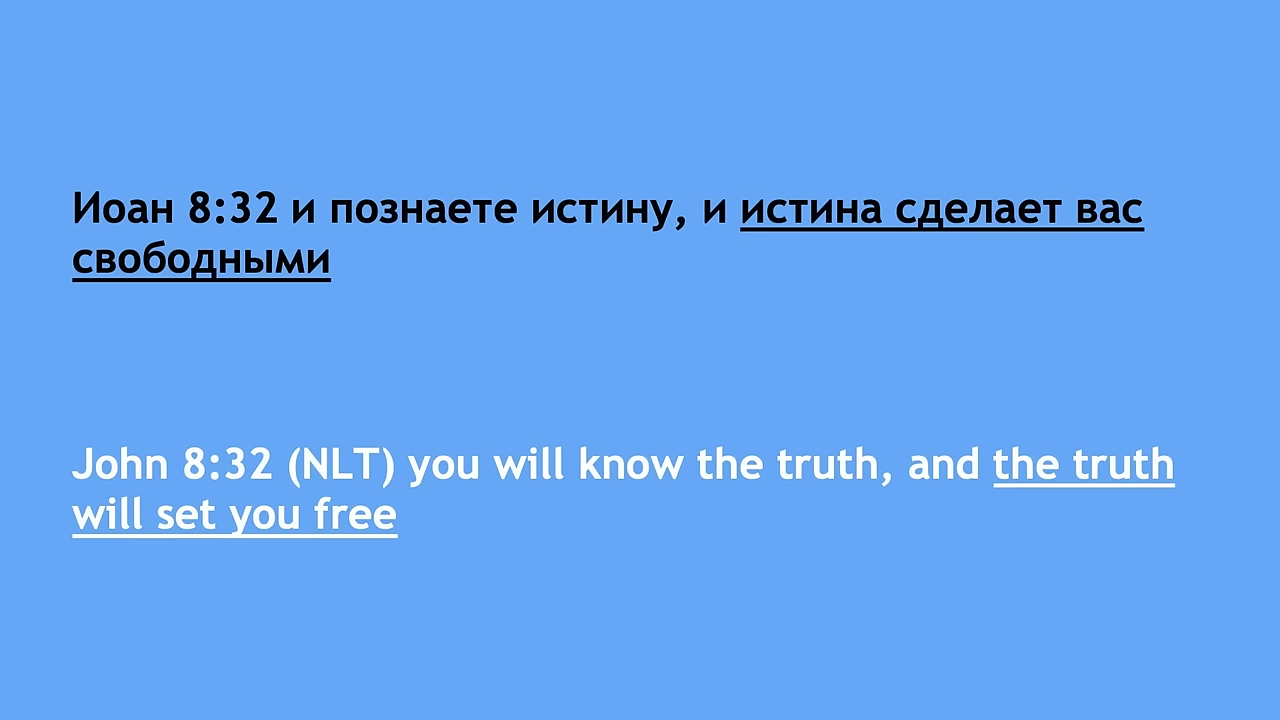 Иоан 8:32 и познаете истину, и истина сделает вас
свободными
John 8:32 (NLT) you will know the truth, and the truth
will set you free